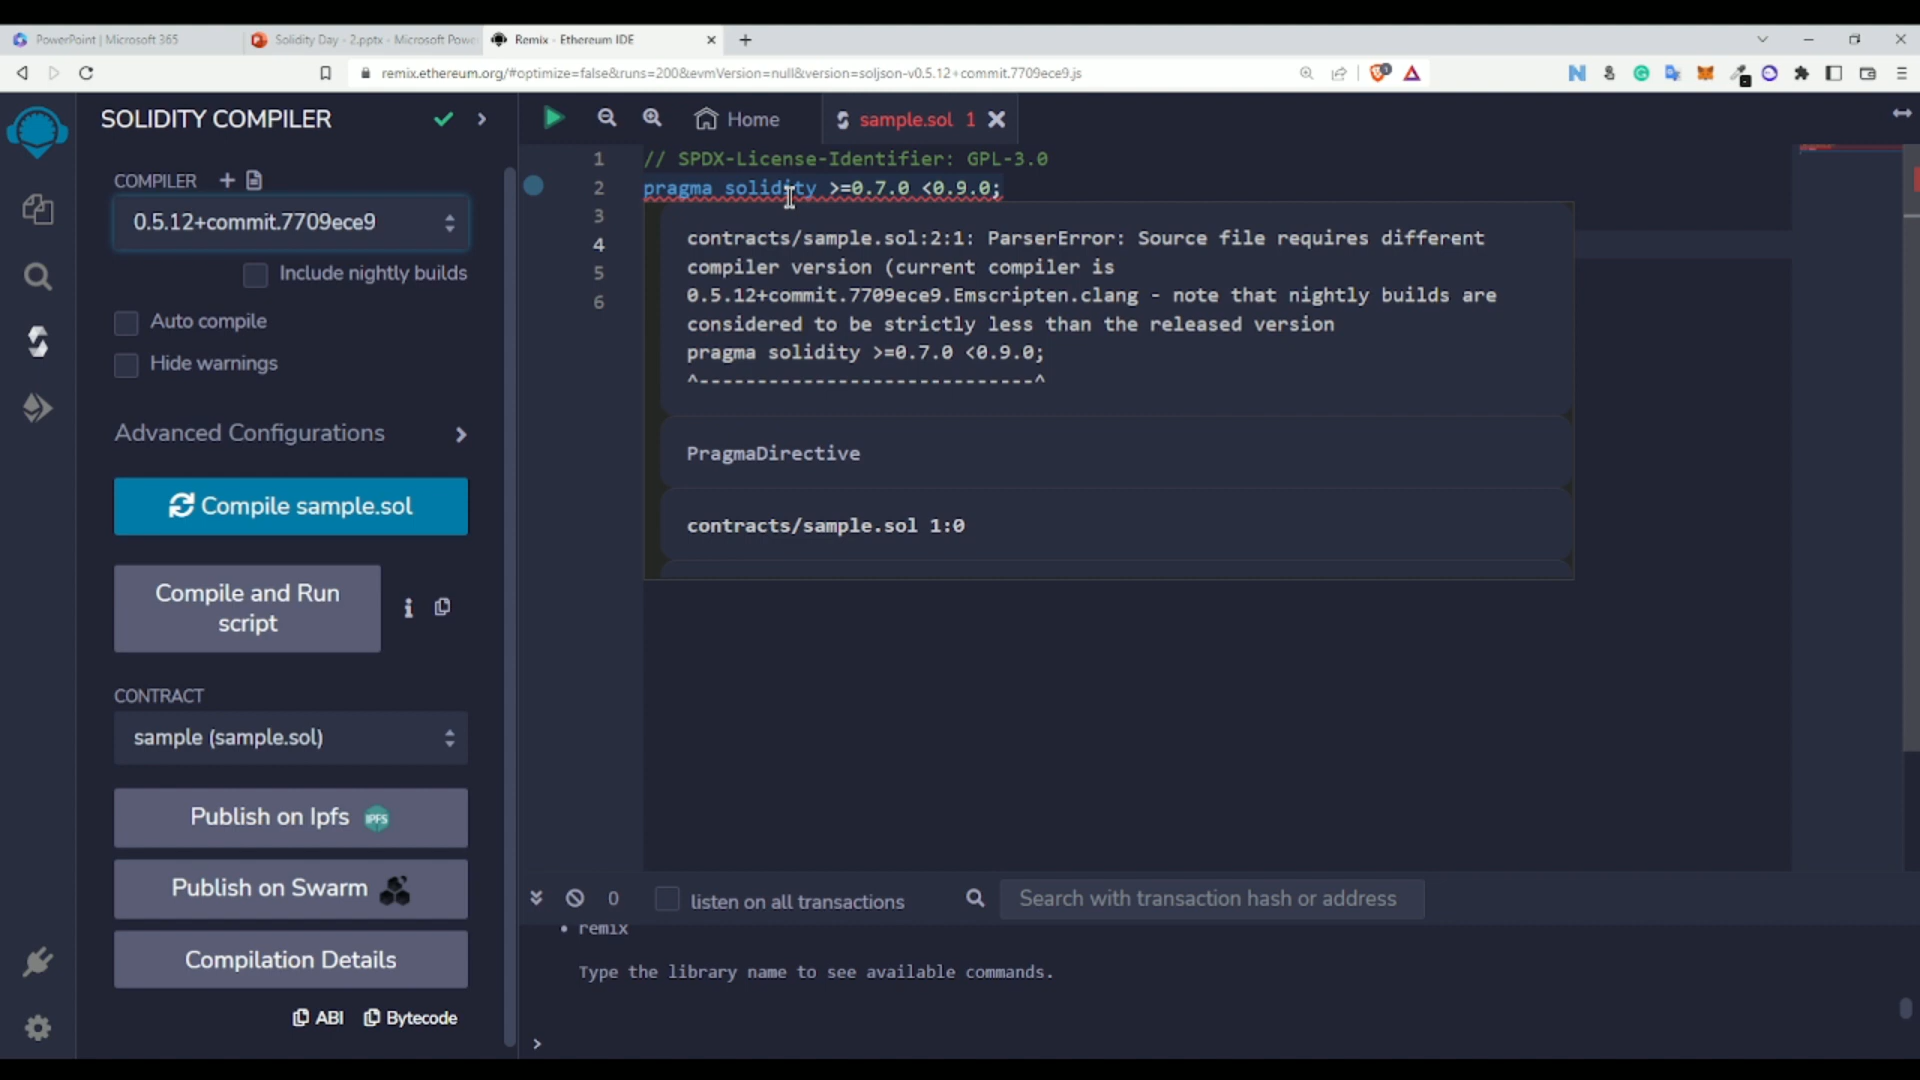 PowerPoint | Microsoft 365
Solidity Day - 2.pptx - Microsoft Powe
Remix - Ethereum IDE
remix.ethereum.org/#optimize=false&runs=200&evmVersion=null&version=soljson-v0.5.12+commit.7709ece9.js
SOLIDITY COMPILER
Home
sample.sol 1
COMPILER
0.5.12+commit.7709ece9
Include nightly builds
Auto compile
Hide warnings
Advanced Configurations
Compile sample.sol
Compile and Run
script
CONTRACT
sample (sample.sol)
Publish on Ipfs
IPFS
Publish on Swarm
Compilation Details
ABI
Bytecode
1 // SPDX-License-Identifier: GPL-3.0
2 pragma solidity >=0.7.0 <0.9.0;
3
4
5
6
contracts/sample.sol:2:1: ParserError: Source file requires different
compiler version (current compiler is
0.5.12+commit.7709ece9.Emscripten.clang - note that nightly builds are
considered to be strictly less than the released version
pragma solidity >=0.7.0 <0.9.0;
^-----------------------------^
PragmaDirective
contracts/sample.sol 1:0
0
listen on all transactions
Search with transaction hash or address
• remix
Type the library name to see available commands.
>